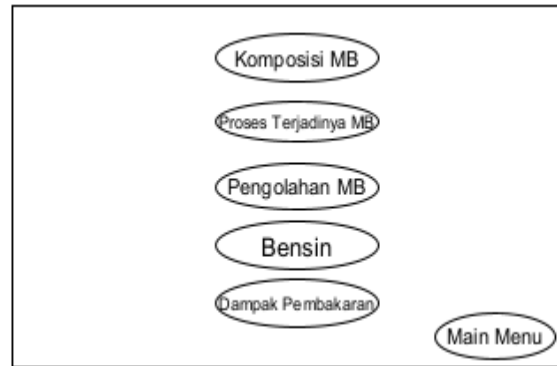 Komposisi MB
Proses Terjadinya MB
Pengolahan MB
Bensin
Dampak Pembakaran
Main Menu